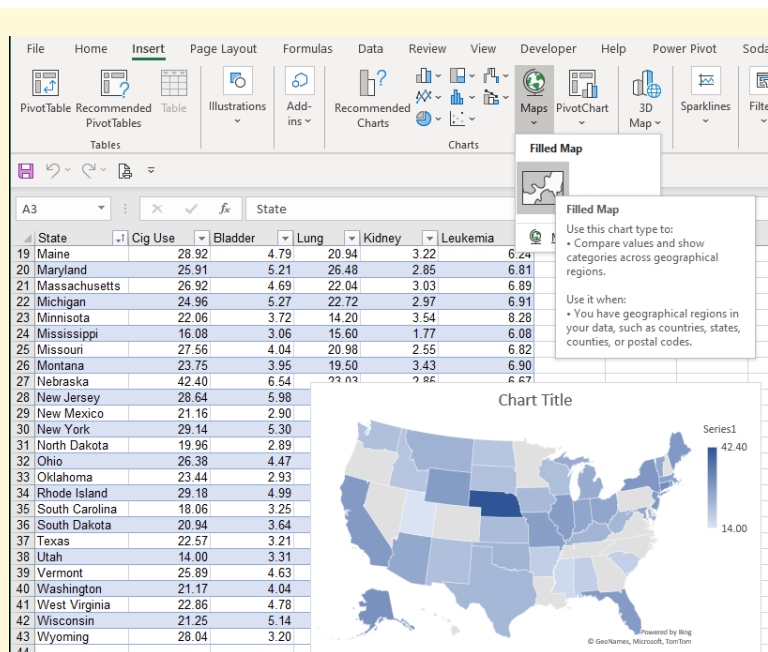 File Home Insert Page Layout Formulas Data Review View Developer Help Power Pivot Soda
PivotTable Recommended PivotTables Table Illustrations Add-ins Recommended Charts Maps PivotChart 3D Map Sparklines Filte
Tables Charts
Filled Map
A3 fx State
Filled Map
Use this chart type to:
• Compare values and show
categories across geographical
regions.
Use it when:
• You have geographical regions in
your data, such as countries, states,
counties, or postal codes.
State Cig Use Bladder Lung Kidney Leukemia
19 Maine 28.92 4.79 20.94 3.22 6.24
20 Maryland 25.91 5.21 26.48 2.85 6.81
21 Massachusetts 26.92 4.69 22.04 3.03 6.89
22 Michigan 24.96 5.27 22.72 2.97 6.91
23 Minnisota 22.06 3.72 14.20 3.54 8.28
24 Mississippi 16.08 3.06 15.60 1.77 6.08
25 Missouri 27.56 4.04 20.98 2.55 6.82
26 Montana 23.75 3.95 19.50 3.43 6.90
27 Nebraska 42.40 6.54 23.03 2.86 6.67
28 New Jersey 28.64 5.98
29 New Mexico 21.16 2.90
30 New York 29.14 5.30
31 North Dakota 19.96 2.89
32 Ohio 26.38 4.47
33 Oklahoma 23.44 2.93
34 Rhode Island 29.18 4.99
35 South Carolina 18.06 3.25
36 South Dakota 20.94 3.64
37 Texas 22.57 3.21
38 Utah 14.00 3.31
39 Vermont 25.89 4.63
40 Washington 21.17 4.04
41 West Virginia 22.86 4.78
42 Wisconsin 21.25 5.14
43 Wyoming 28.04 3.20
Chart Title
Series1
42.40
14.00
Powered by Bing
© GeoNames, Microsoft, TomTom